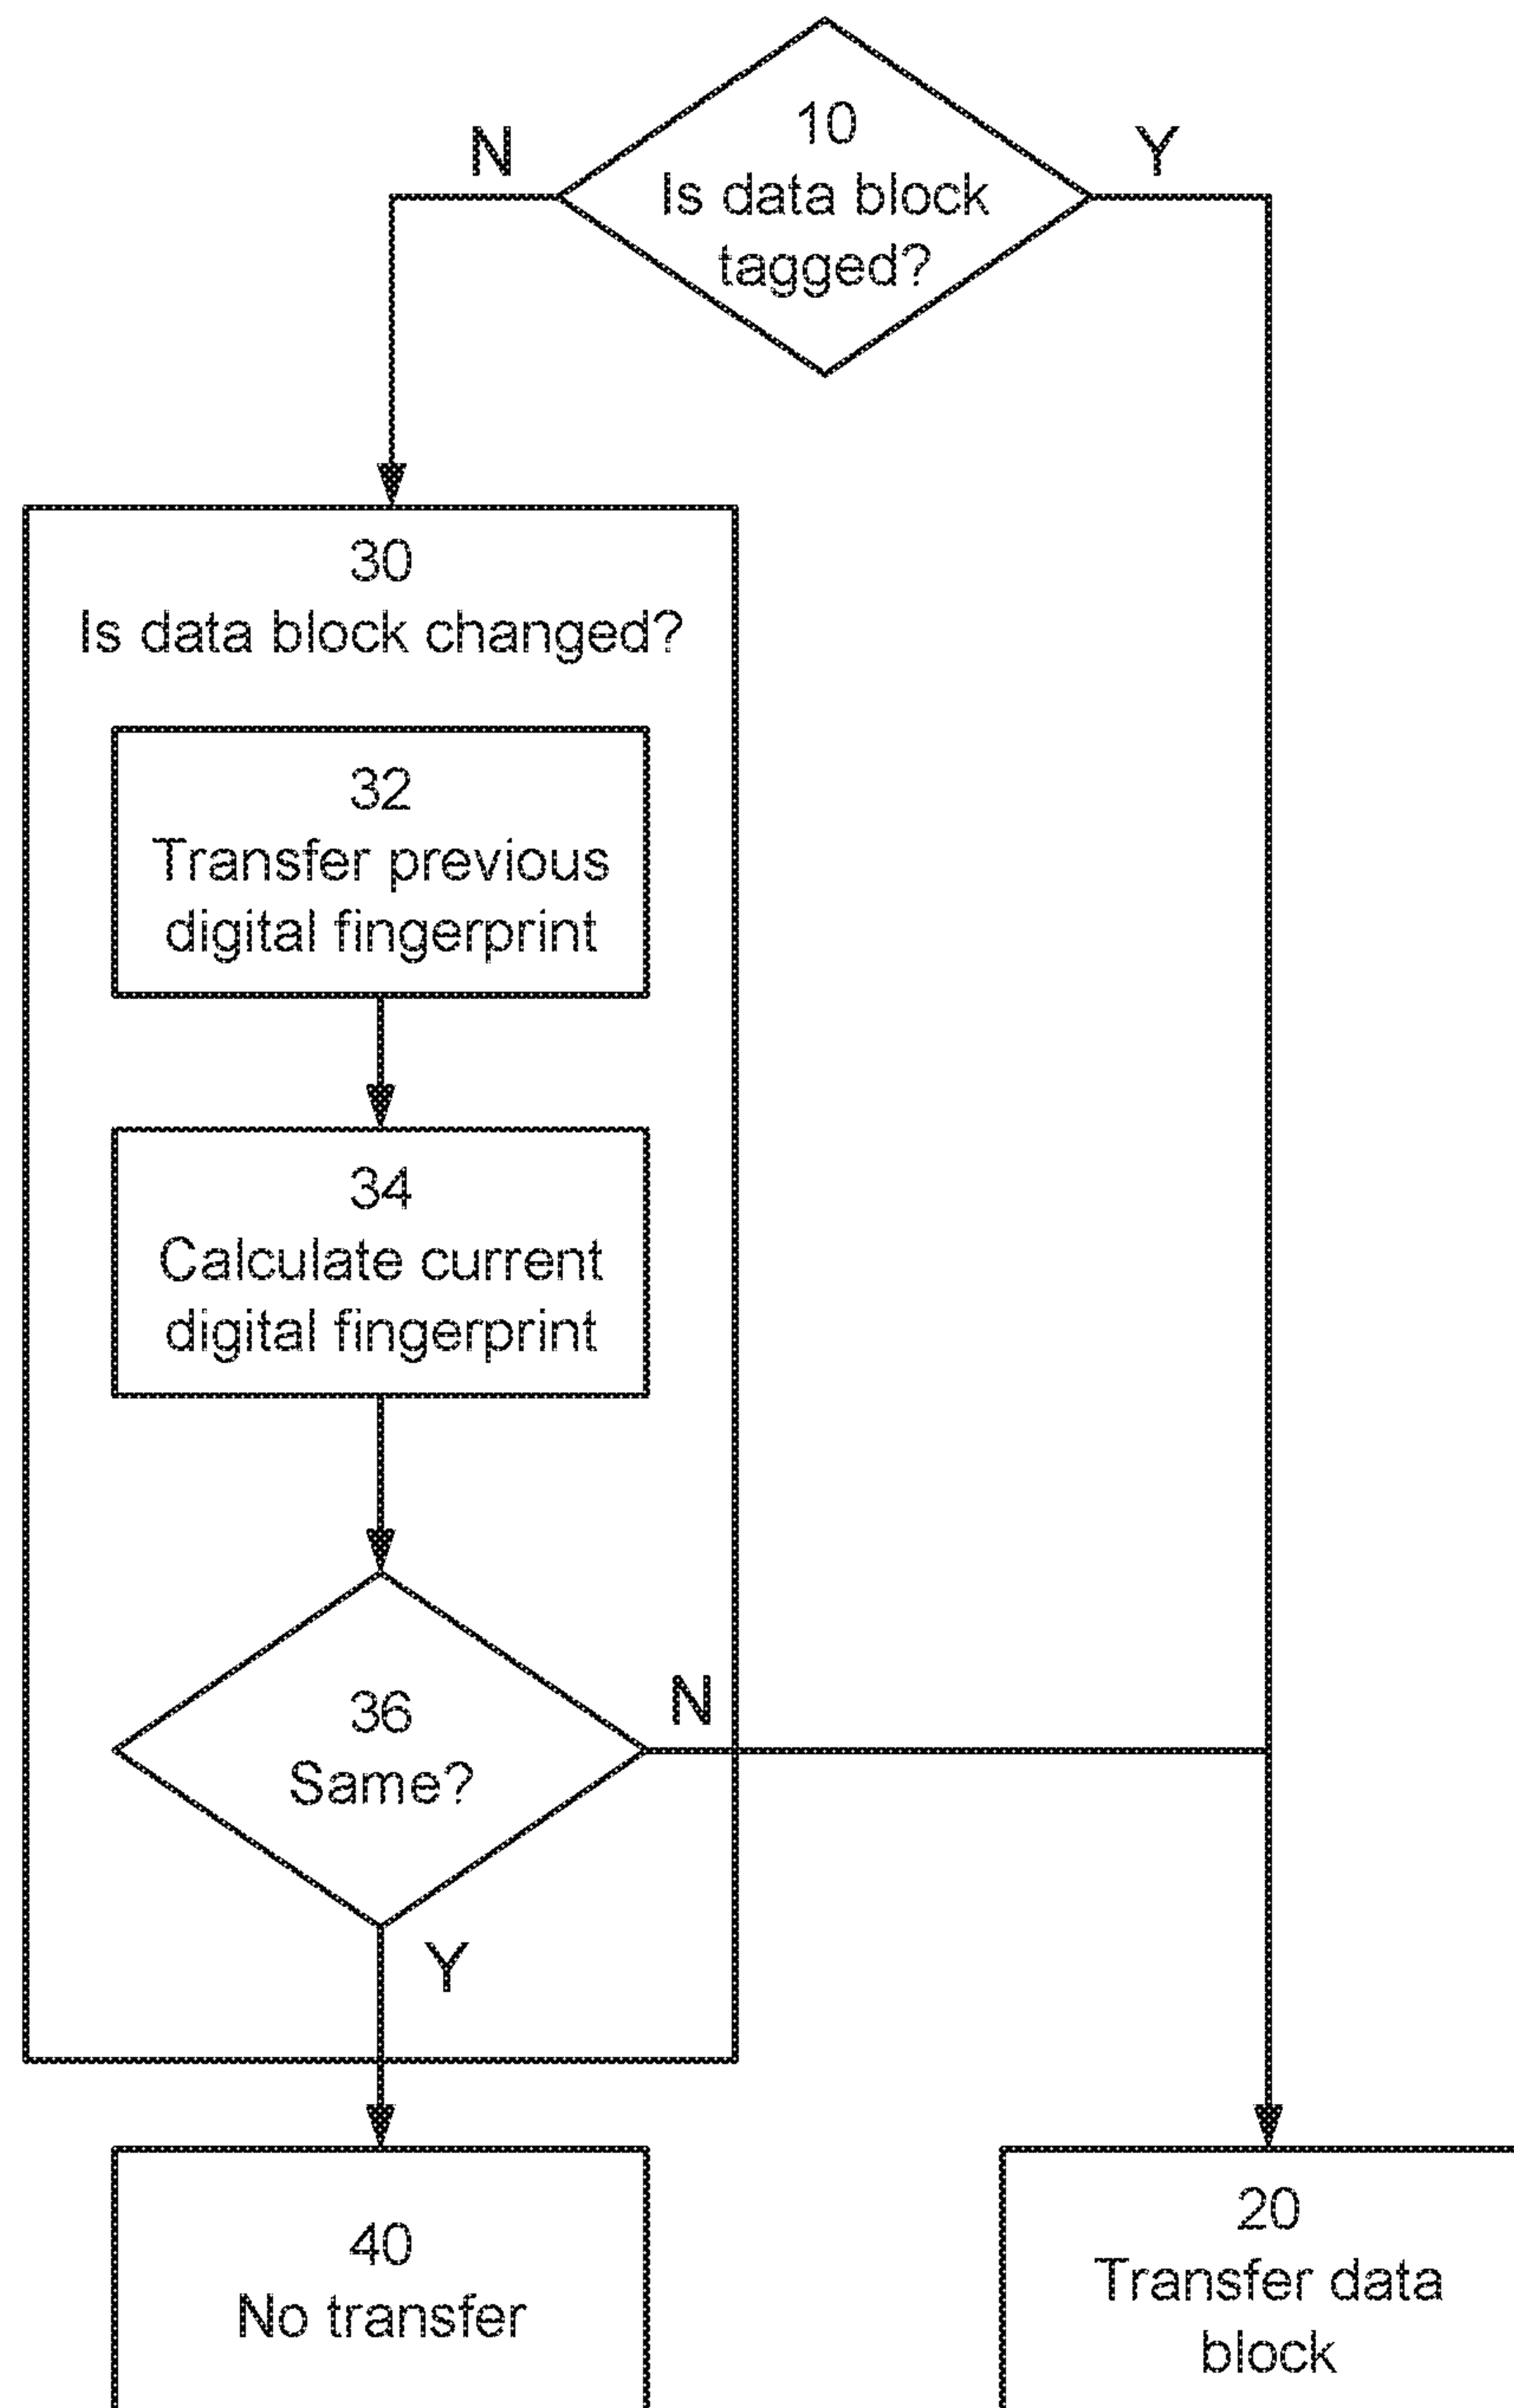 10
Is data block
tagged?
N
Y
30
Is data block changed?
32
Transfer previous
digital fingerprint
34
Calculate current
digital fingerprint
36
Same?
N
Y
40
No transfer
20
Transfer data
block